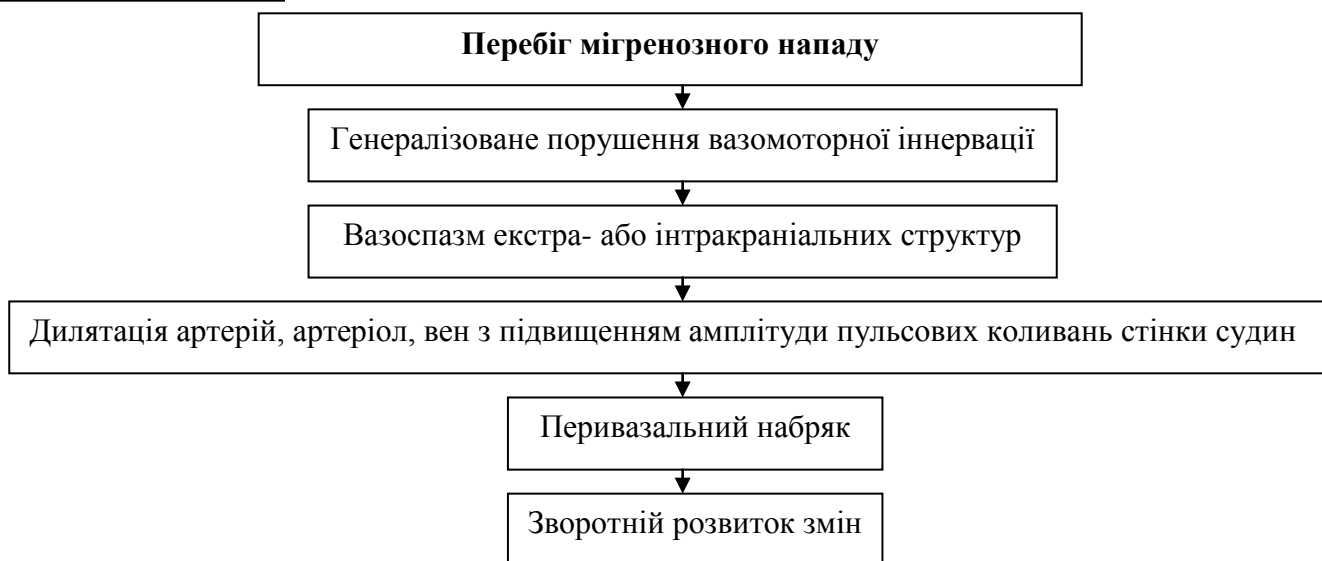 Перебіг мігренозного нападу
Генералізоване порушення вазомоторної іннервації
Вазоспазм екстра- або інтракраніальних структур
Дилятація артерій, артеріол, вен з підвищенням амплітуди пульсових коливань стінки судин
Перивазальний набряк
Зворотній розвиток змін